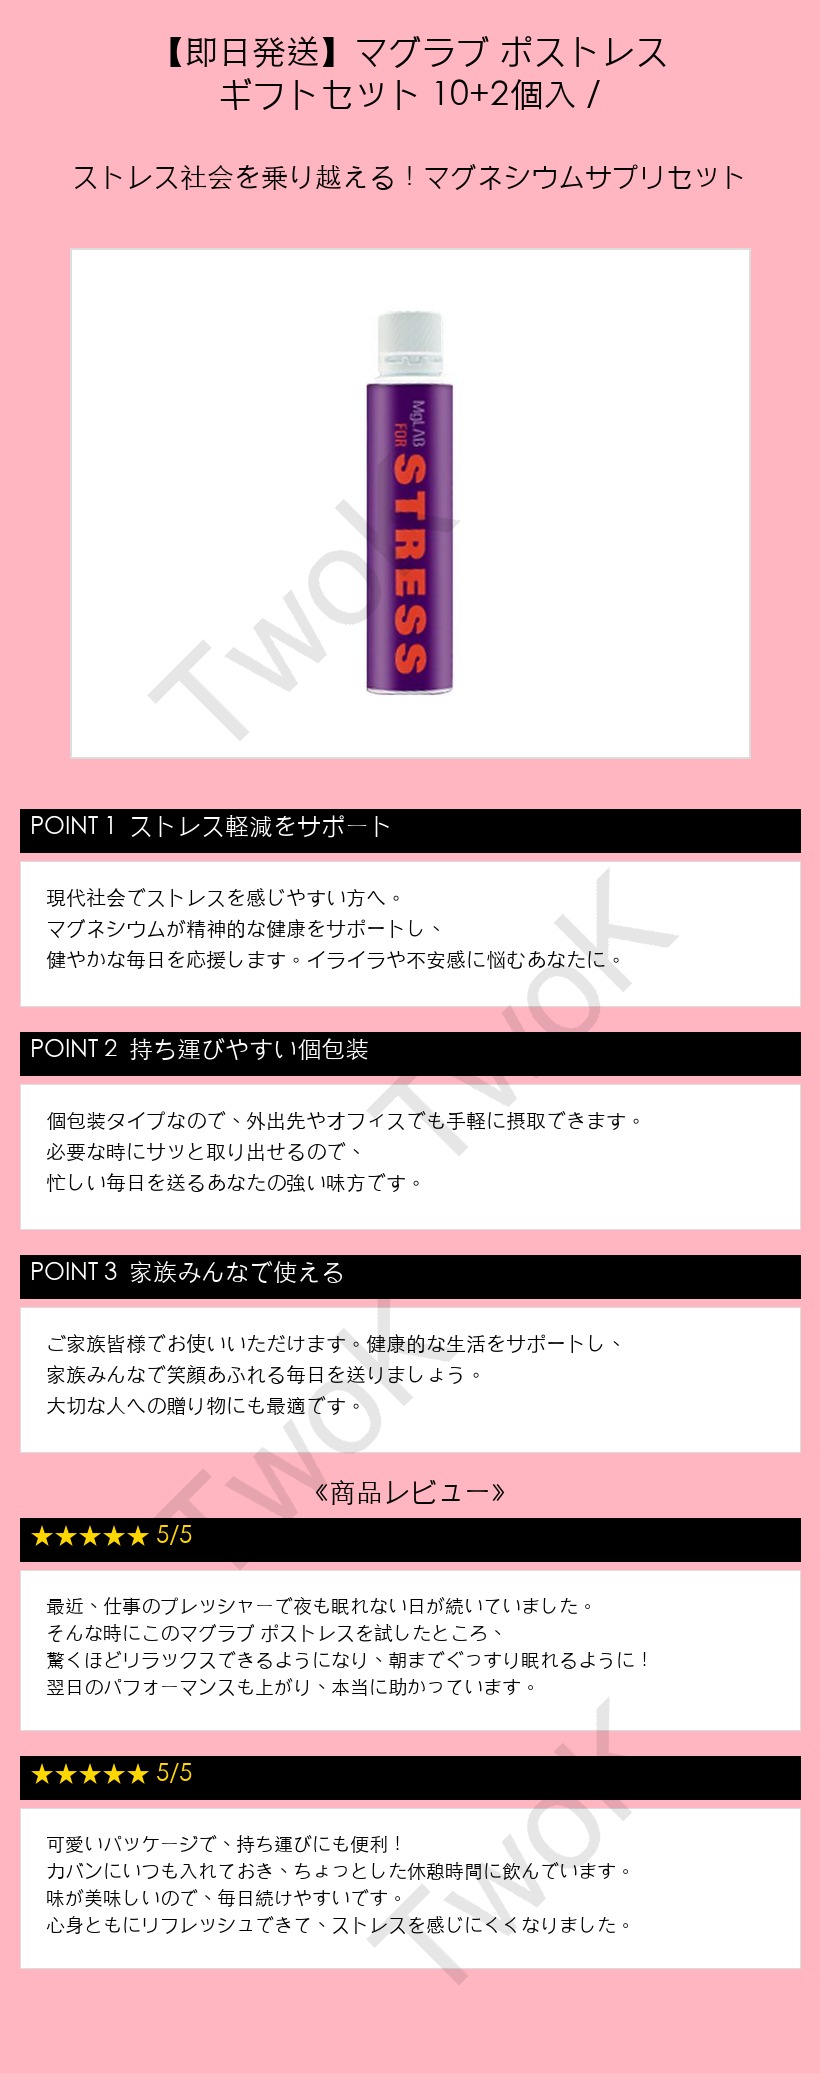 【即日発送】マグラブ ポストレス
ギフトセット 10+2個入 /
ストレス社会を乗り越える！マグネシウムサプリセット
MgLAB
FOR
STRESS
TwoK
POINT 1 ストレス軽減をサポート
現代社会でストレスを感じやすい方へ。
マグネシウムが精神的な健康をサポートし、
健やかな毎日を応援します。イライラや不安感に悩むあなたに。
TwoK
POINT 2 持ち運びやすい個包装
個包装タイプなので、外出先やオフィスでも手軽に摂取できます。
必要な時にサッと取り出せるので、
忙しい毎日を送るあなたの強い味方です。
POINT 3 家族みんなで使える
ご家族皆様でお使いいただけます。健康的な生活をサポートし、
家族みんなで笑顔あふれる毎日を送りましょう。
大切な人への贈り物にも最適です。
TwoK
《商品レビュー》
★★★★★ 5/5
最近、仕事のプレッシャーで夜も眠れない日が続いていました。
そんな時にこのマグラブ ポストレスを試したところ、
驚くほどリラックスできるようになり、朝までぐっすり眠れるように！
翌日のパフォーマンスも上がり、本当に助かっています。
★★★★★ 5/5
可愛いパッケージで、持ち運びにも便利！
カバンにいつも入れておき、ちょっとした休憩時間に飲んでいます。
味が美味しいので、毎日続けやすいです。
心身ともにリフレッシュできて、ストレスを感じにくくなりました。
TwoK